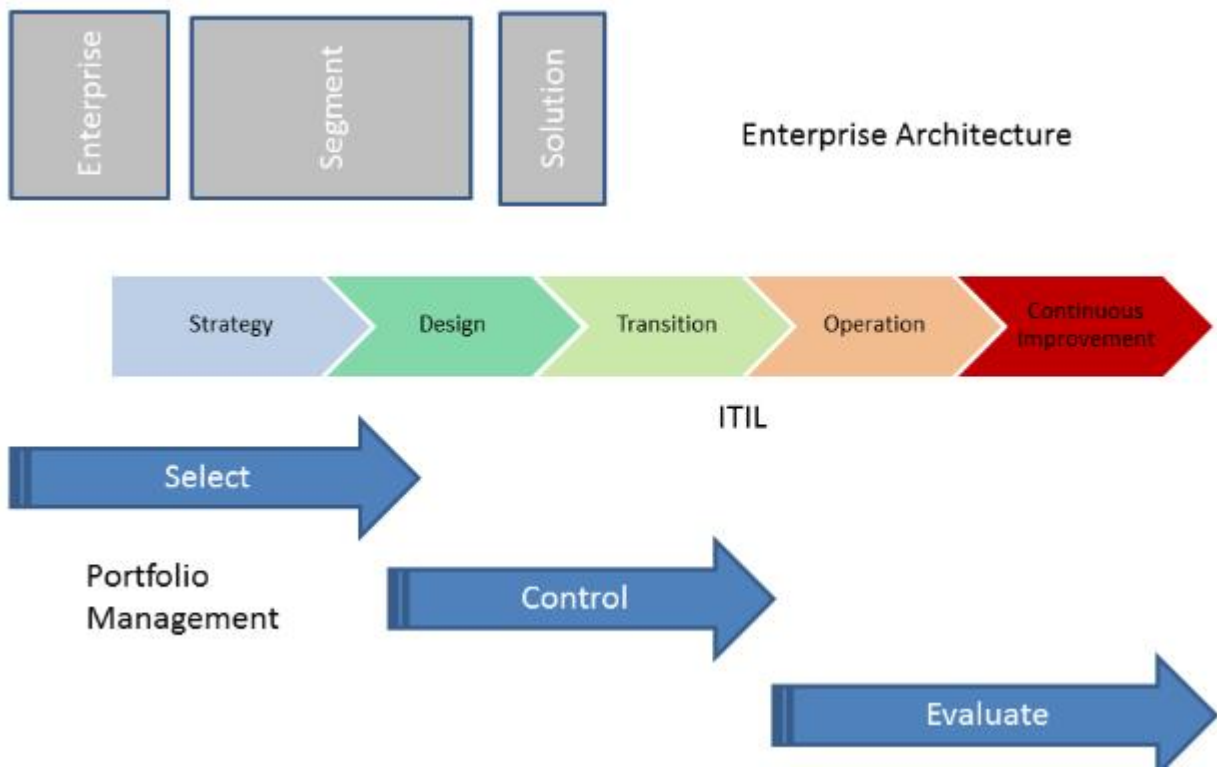 Enterprise
Segment
Solution
Enterprise Architecture
Strategy
Design
Transition
Operation
Continuous
Improvement
ITIL
Select
Portfolio
Management
Control
Evaluate